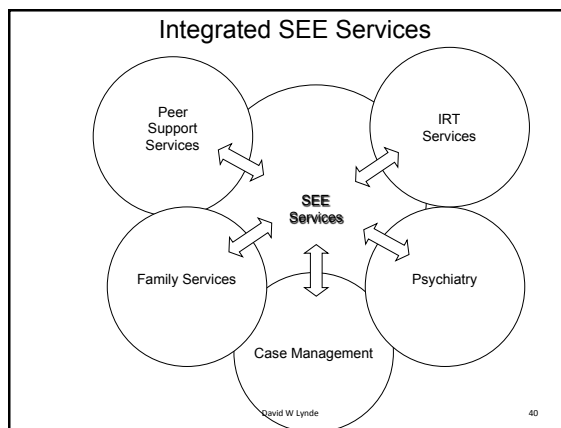 Integrated SEE Services
Peer
Support
Services
IRT
Services
SEE
Services
Family Services
Psychiatry
Case Management
David W Lynde
40